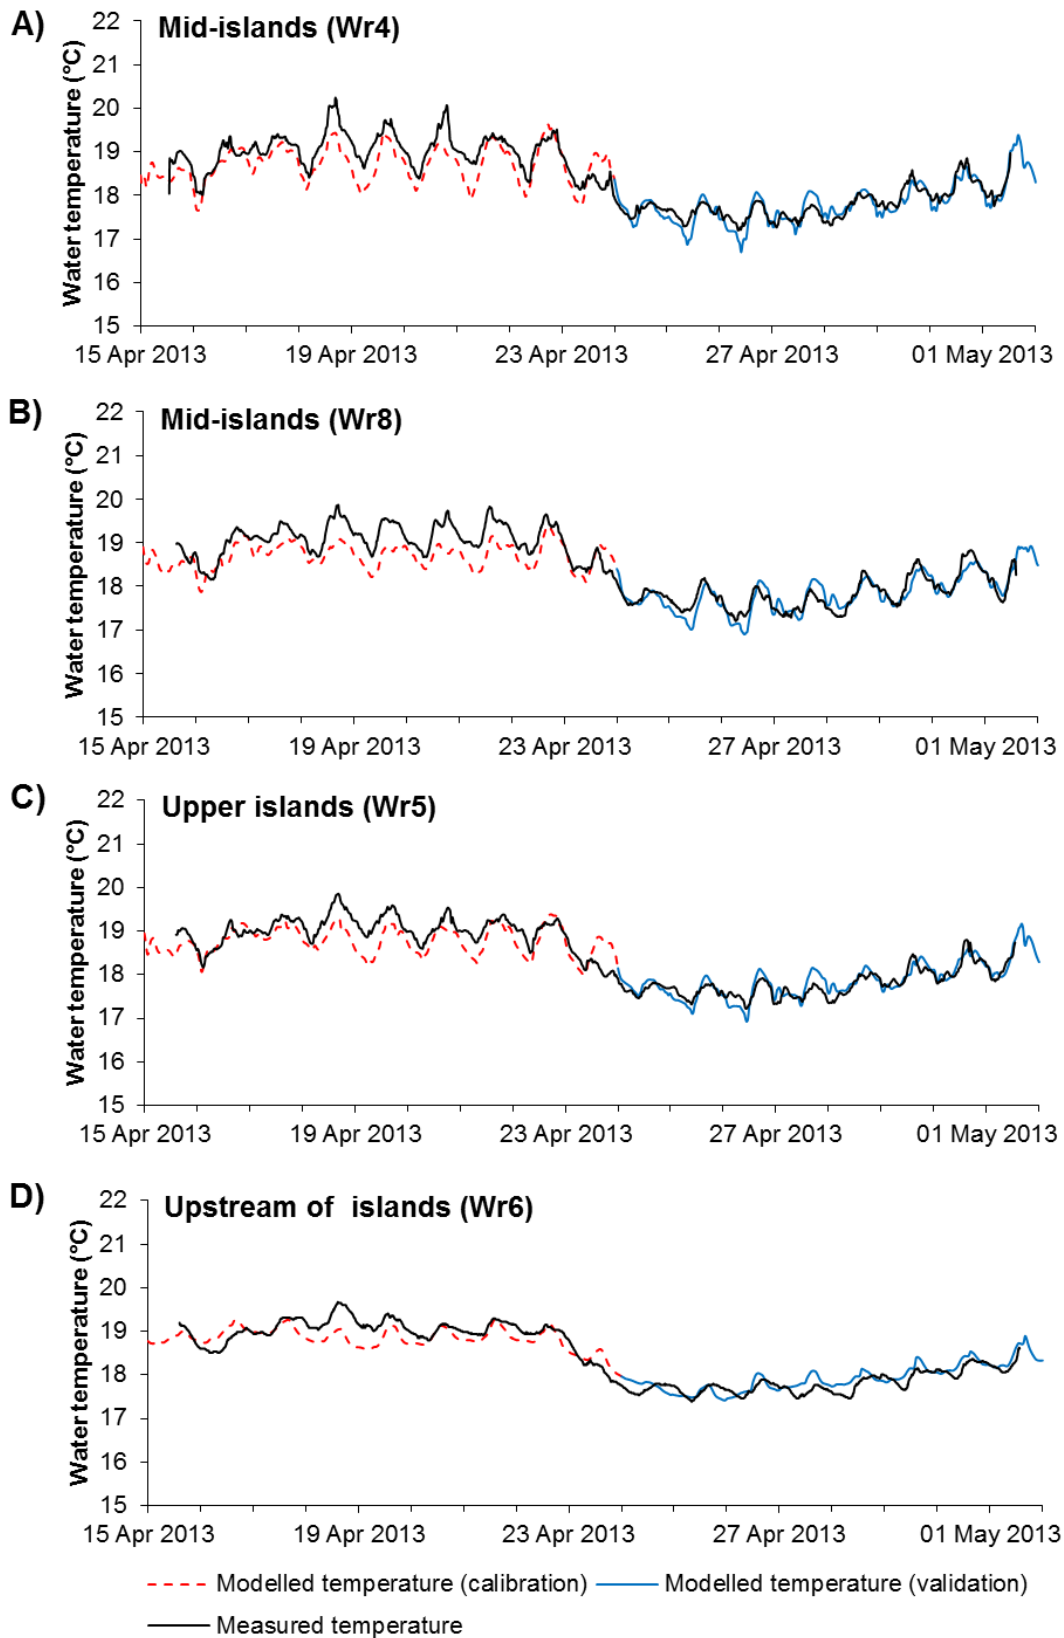 A)
Mid-islands (Wr4)
Water temperature (°C)
22
21
20
19
18
17
16
15
15 Apr 2013 19 Apr 2013 23 Apr 2013 27 Apr 2013 01 May 2013
B)
Mid-islands (Wr8)
Water temperature (°C)
22
21
20
19
18
17
16
15
15 Apr 2013 19 Apr 2013 23 Apr 2013 27 Apr 2013 01 May 2013
C)
Upper islands (Wr5)
Water temperature (°C)
22
21
20
19
18
17
16
15
15 Apr 2013 19 Apr 2013 23 Apr 2013 27 Apr 2013 01 May 2013
D)
Upstream of islands (Wr6)
Water temperature (°C)
22
21
20
19
18
17
16
15
15 Apr 2013 19 Apr 2013 23 Apr 2013 27 Apr 2013 01 May 2013
Modelled temperature (calibration) Modelled temperature (validation)
Measured temperature